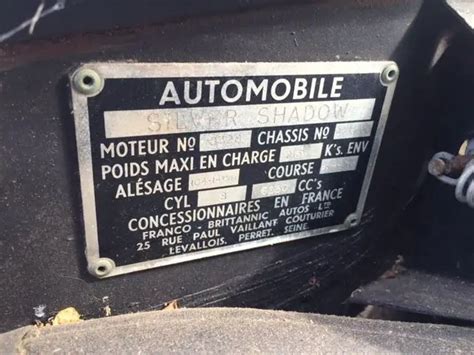 AUTOMOBILE
SILVER SHADOW
MOTEUR No CHASSIS No
POIDS MAXI EN CHARGE K's. ENV
ALÉSAGE COURSE
CYL 8 CC's
CONCESSIONNAIRES EN FRANCE
FRANCO - BRITTANNIC AUTOS LTD
25 RUE PAUL VAILLANT COUTURIER
LEVALLOIS. PERRET. SEINE.